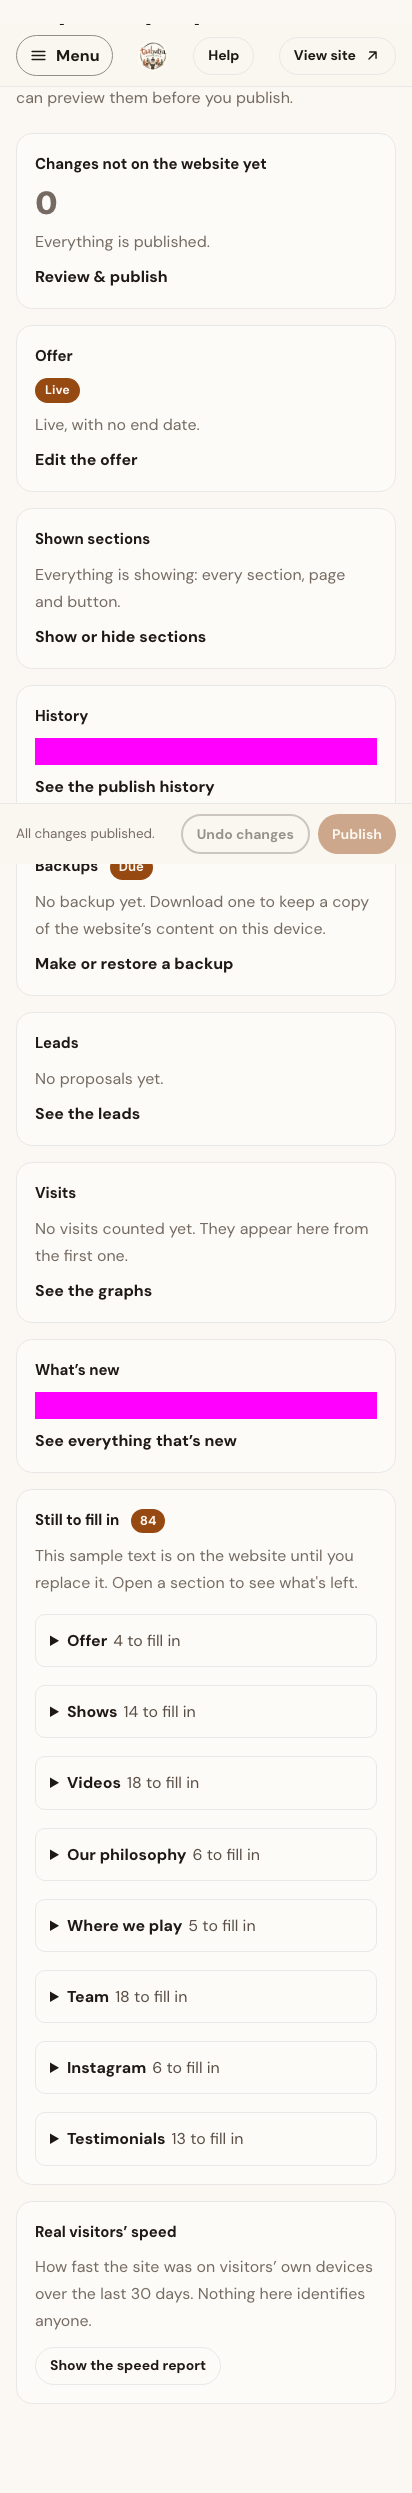 Menu
Help
View site
can preview them before you publish.
Changes not on the website yet
0
Everything is published.
Review & publish
Offer
Live
Live, with no end date.
Edit the offer
Shown sections
Everything is showing: every section, page
and button.
Show or hide sections
History
See the publish history
All changes published.
Undo changes
Publish
Backups
Due
No backup yet. Download one to keep a copy
of the website’s content on this device.
Make or restore a backup
Leads
No proposals yet.
See the leads
Visits
No visits counted yet. They appear here from
the first one.
See the graphs
What’s new
See everything that’s new
Still to fill in 84
This sample text is on the website until you
replace it. Open a section to see what's left.
Offer 4 to fill in
Shows 14 to fill in
Videos 18 to fill in
Our philosophy 6 to fill in
Where we play 5 to fill in
Team 18 to fill in
Instagram 6 to fill in
Testimonials 13 to fill in
Real visitors’ speed
How fast the site was on visitors’ own devices
over the last 30 days. Nothing here identifies
anyone.
Show the speed report